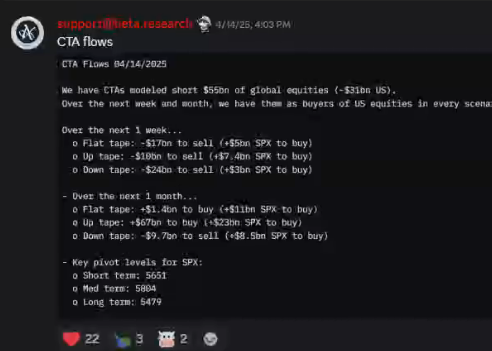 support@beta.research 4/14/25, 4:03 PM
CTA flows
CTA Flows 04/14/2025
We have CTAs modeled short $55bn of global equities (-$31bn US).
Over the next week and month, we have them as buyers of US equities in every scena
Over the next 1 week...
o Flat tape: -$17bn to sell (+$5bn SPX to buy)
o Up tape: -$10bn to sell (+$7.4bn SPX to buy)
o Down tape: -$24bn to sell (+$3bn SPX to buy)
- Over the next 1 month...
o Flat tape: +$1.4bn to buy (+$11bn SPX to buy)
o Up tape: +$67bn to buy (+$23bn SPX to buy)
o Down tape: -$9.7bn to sell (+$8.5bn SPX to buy)
- Key pivot levels for SPX:
o Short term: 5651
o Med term: 5804
o Long term: 5479
22 3 2